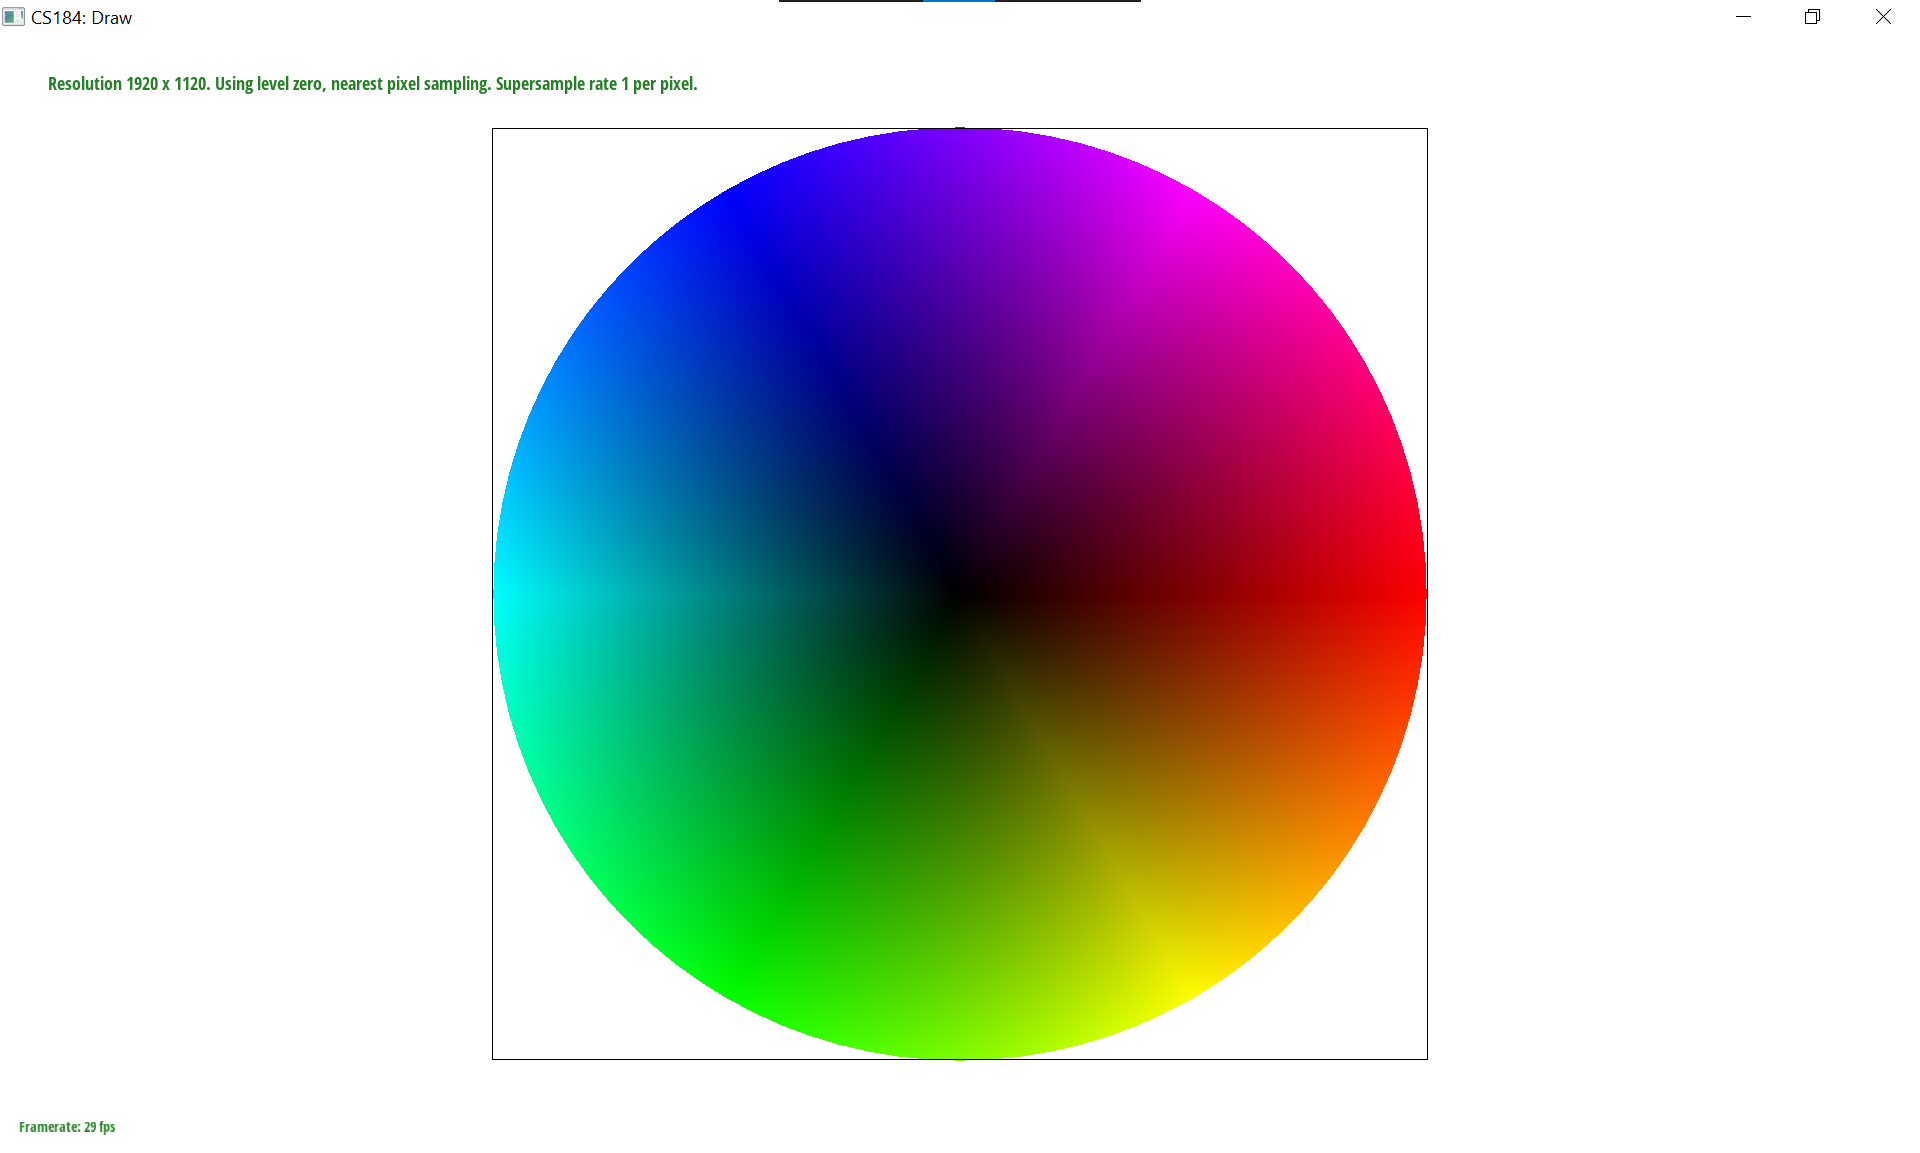 CS184: Draw
Resolution 1920 x 1120. Using level zero, nearest pixel sampling. Supersample rate 1 per pixel.
Framerate: 29 fps